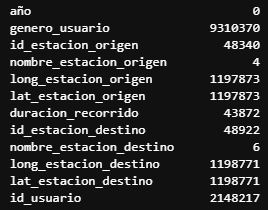 año 0
genero_usuario 9310370
id_estacion_origen 48340
nombre_estacion_origen 4
long_estacion_origen 1197873
lat_estacion_origen 1197873
duracion_recorrido 43872
id_estacion_destino 48922
nombre_estacion_destino 6
long_estacion_destino 1198771
lat_estacion_destino 1198771
id_usuario 2148217